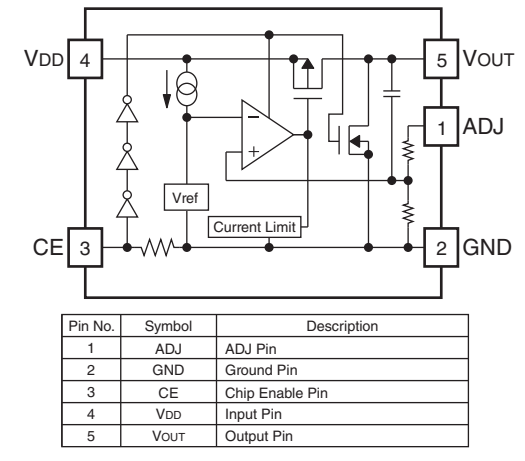 VDD 4
5 VOUT
1 ADJ
−
+
Vref
Current Limit
CE 3
2 GND
Pin No. Symbol Description
1 ADJ ADJ Pin
2 GND Ground Pin
3 CE Chip Enable Pin
4 VDD Input Pin
5 VOUT Output Pin